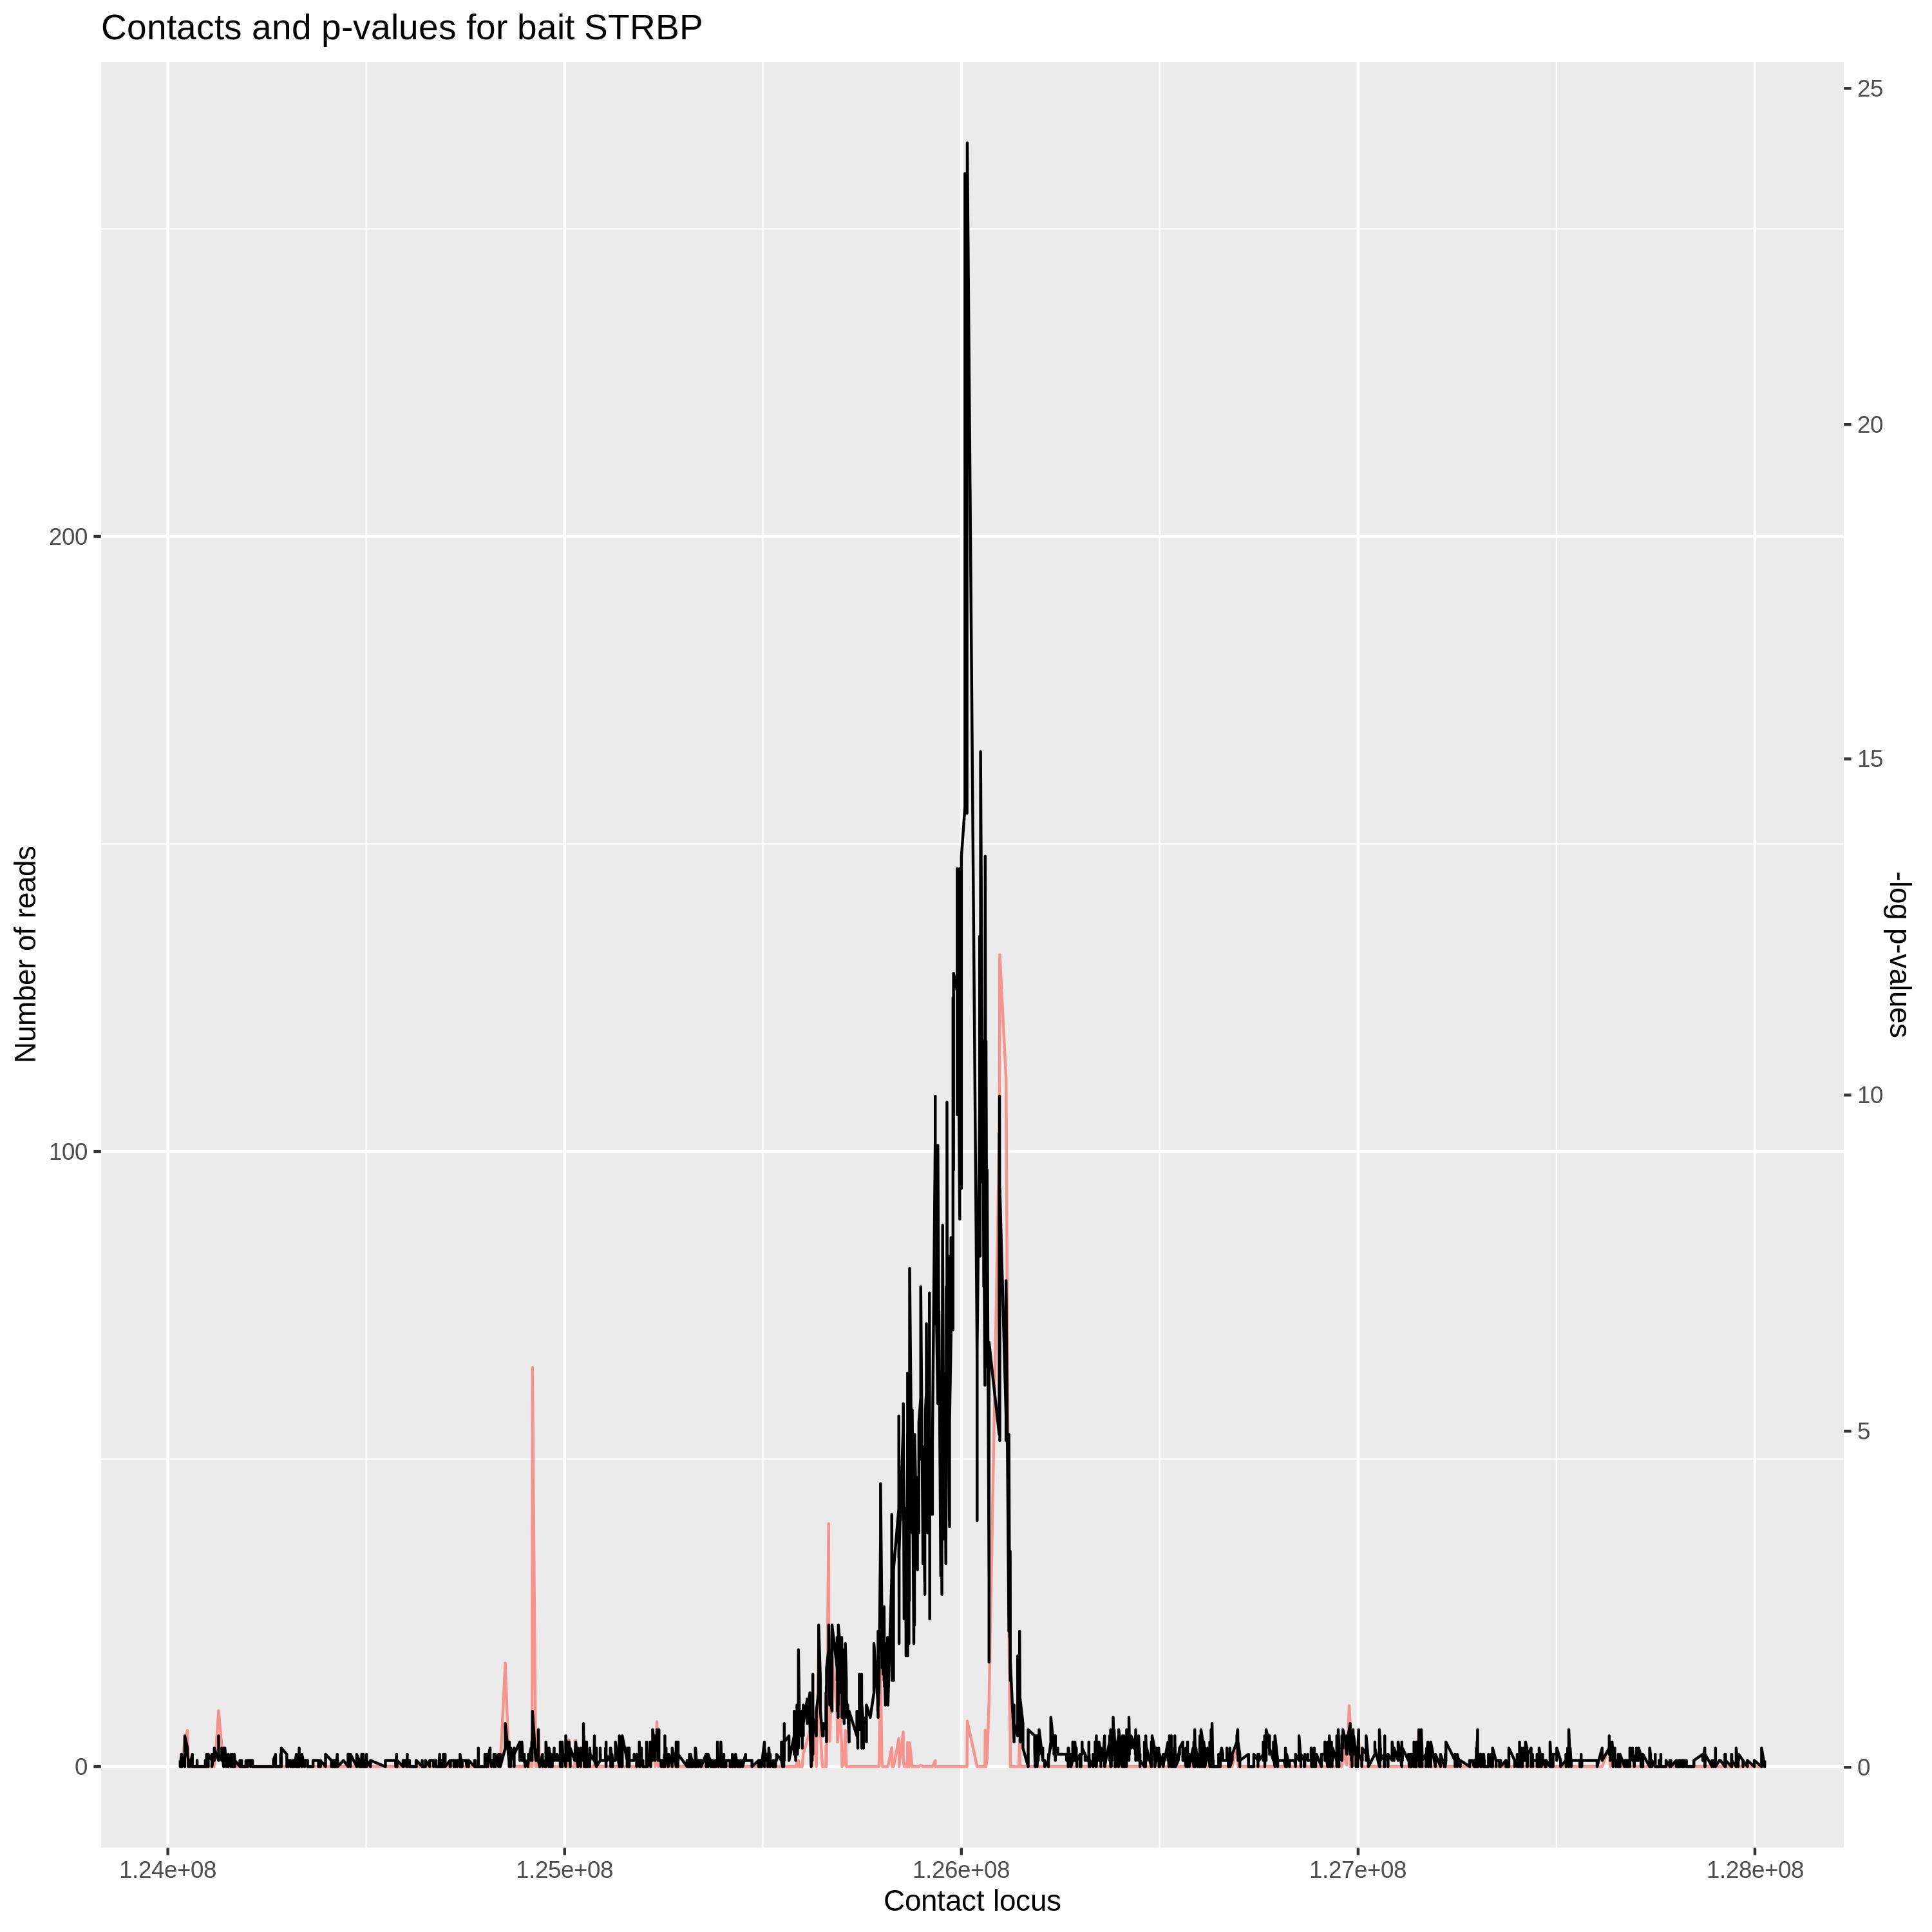 Contacts and p-values for bait STRBP
25
20
15
10
5
0
-log p-values
200
100
0
Number of reads
1.24e+08
1.25e+08
1.26e+08
1.27e+08
1.28e+08
Contact locus